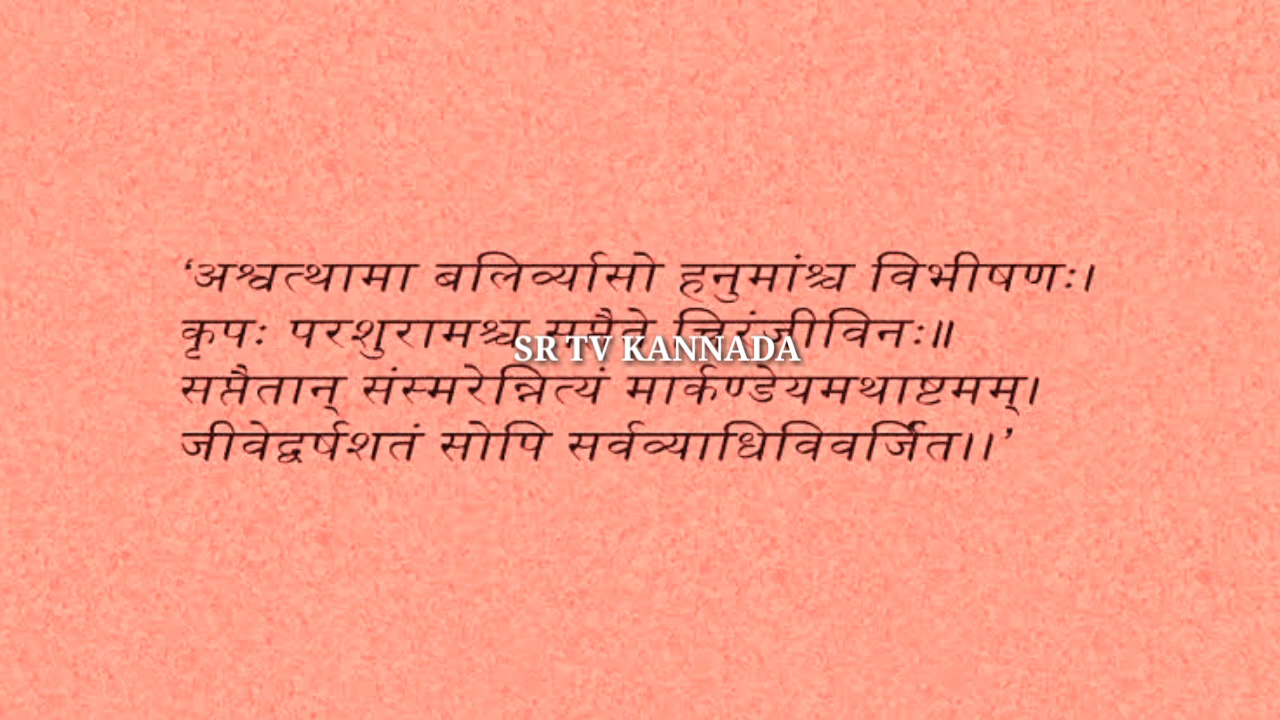 ‘अश्वत्थामा बलिर्व्यासो हनुमांश्च विभीषणः।
कृपः परशुरामश्च सप्तैते चिरंजीविनः॥
SR TV KANNADA
सप्तैतान् संस्मरेन्नित्यं मार्कण्डेयमथाष्टमम्।
जीवेद्वर्षशतं सोपि सर्वव्याधिविवर्जित।।’